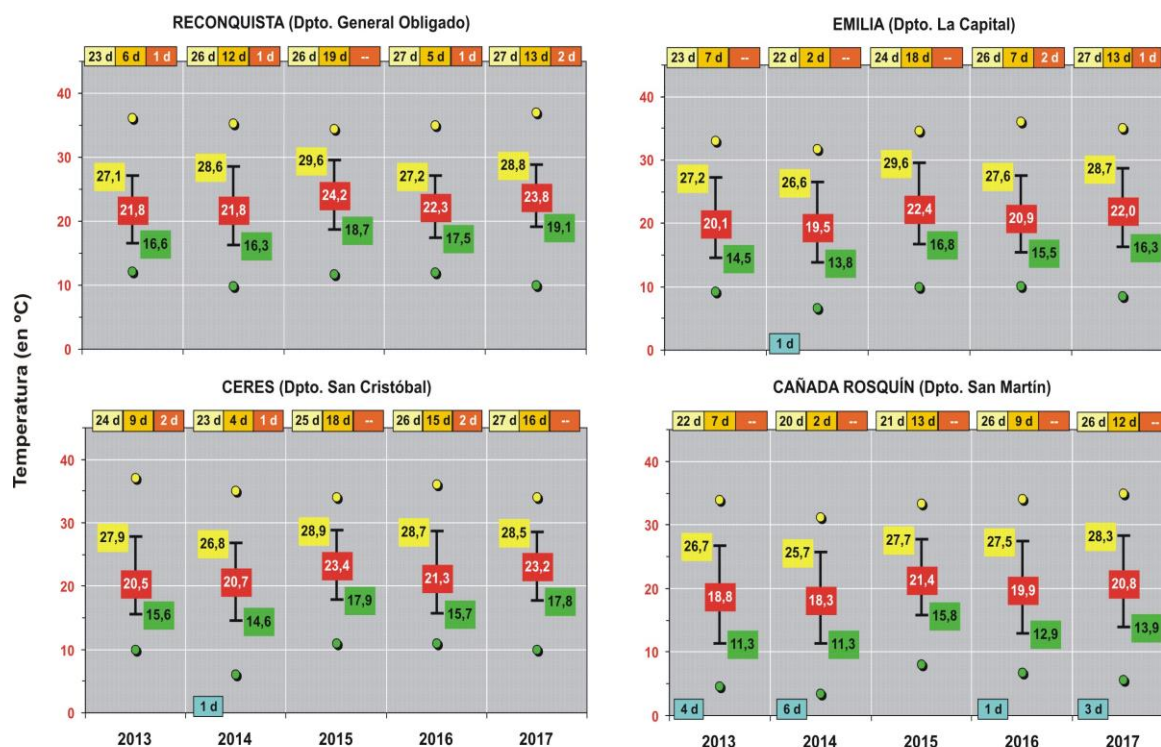 RECONQUISTA (Dpto. General Obligado)
23 d 6 d 1 d 26 d 12 d 1 d 26 d 19 d -- 27 d 5 d 1 d 27 d 13 d 2 d
40
30
20
10
0
27,1 28,6 29,6 27,2 28,8
21,8 21,8 24,2 22,3 23,8
16,6 16,3 18,7 17,5 19,1
EMILIA (Dpto. La Capital)
23 d 7 d -- 22 d 2 d -- 24 d 18 d -- 26 d 7 d 2 d 27 d 13 d 1 d
40
30
20
10
0
27,2 26,6 29,6 27,6 28,7
20,1 19,5 22,4 20,9 22,0
14,5 13,8 16,8 15,5 16,3
1 d
Temperatura (en ºC)
CERES (Dpto. San Cristóbal)
24 d 9 d 2 d 23 d 4 d 1 d 25 d 18 d -- 26 d 15 d 2 d 27 d 16 d --
40
30
20
10
0
27,9 26,8 28,9 28,7 28,5
20,5 20,7 23,4 21,3 23,2
15,6 14,6 17,9 15,7 17,8
1 d
2013 2014 2015 2016 2017
CAÑADA ROSQUÍN (Dpto. San Martín)
22 d 7 d -- 20 d 2 d -- 21 d 13 d -- 26 d 9 d -- 26 d 12 d --
40
30
20
10
0
26,7 25,7 27,7 27,5 28,3
18,8 18,3 21,4 19,9 20,8
11,3 11,3 15,8 12,9 13,9
4 d 6 d 1 d 3 d
2013 2014 2015 2016 2017